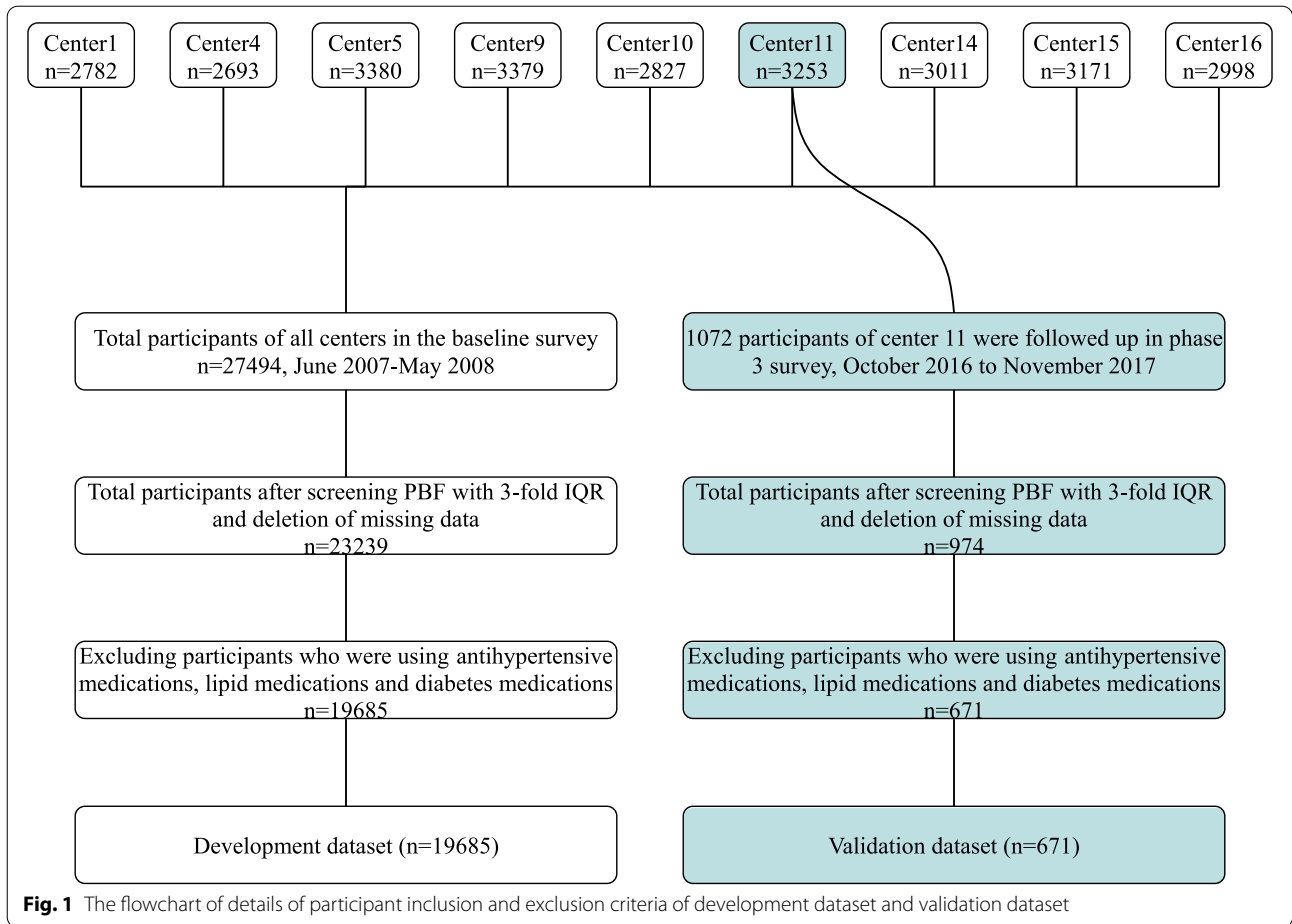 Center1
n=2782
Center4
n=2693
Center5
n=3380
Center9
n=3379
Center10
n=2827
Center11
n=3253
Center14
n=3011
Center15
n=3171
Center16
n=2998
Total participants of all centers in the baseline survey
n=27494, June 2007-May 2008
1072 participants of center 11 were followed up in phase
3 survey, October 2016 to November 2017
Total participants after screening PBF with 3-fold IQR
and deletion of missing data
n=23239
Total participants after screening PBF with 3-fold IQR
and deletion of missing data
n=974
Excluding participants who were using antihypertensive
medications, lipid medications and diabetes medications
n=19685
Excluding participants who were using antihypertensive
medications, lipid medications and diabetes medications
n=671
Development dataset (n=19685)
Validation dataset (n=671)
Fig. 1 The flowchart of details of participant inclusion and exclusion criteria of development dataset and validation dataset